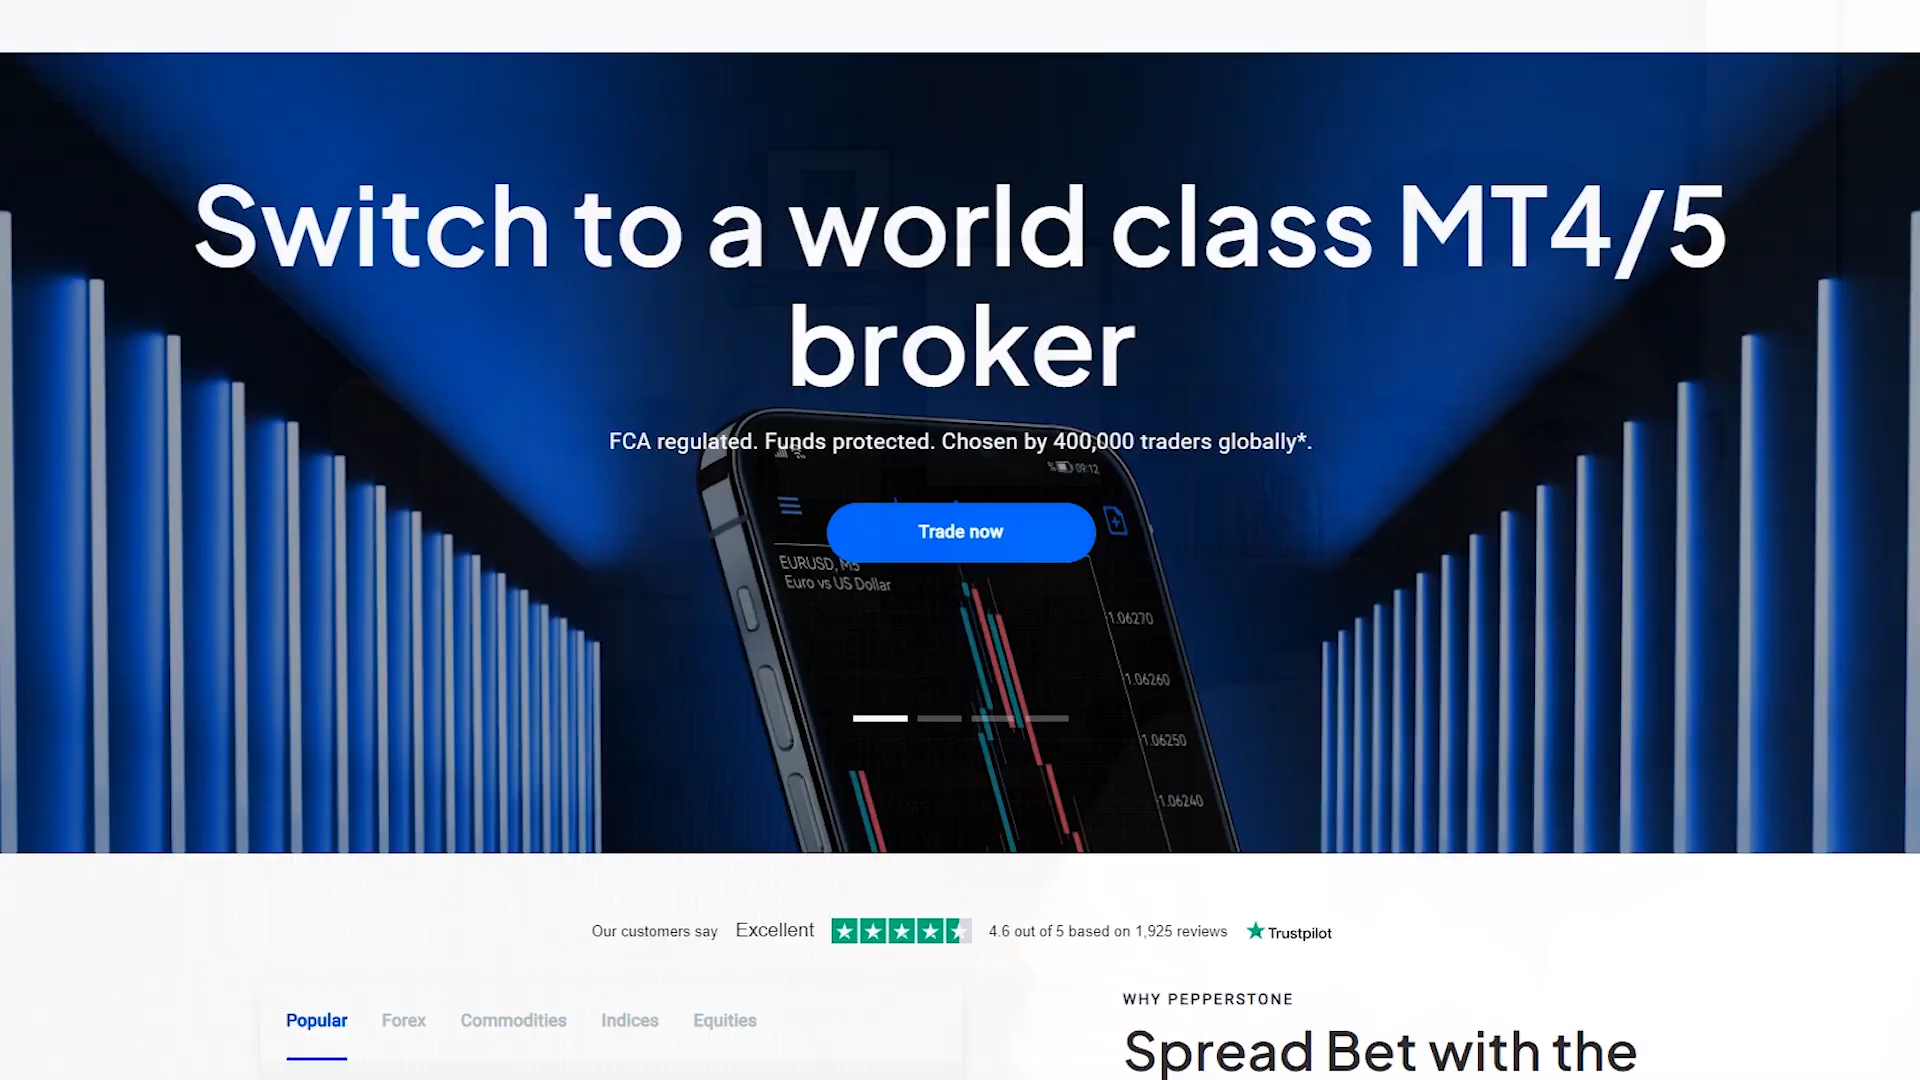 Switch to a world class MT4/5
broker
FCA regulated. Funds protected. Chosen by 400,000 traders globally*.
09:12
Trade now
EURUSD, M5
Euro vs US Dollar
1.06270
1.06260
1.06250
1.06240
Our customers say Excellent 4.6 out of 5 based on 1,925 reviews Trustpilot
Popular Forex Commodities Indices Equities
WHY PEPPERSTONE
Spread Bet with the